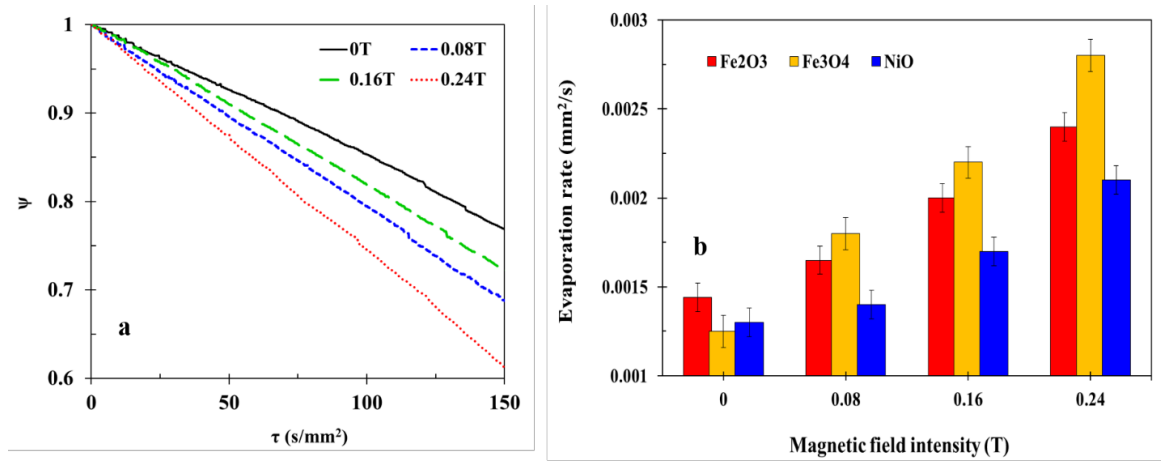 1
0.9
0.8
0.7
0.6
ψ
0T
0.08T
0.16T
0.24T
a
0
50
100
150
τ (s/mm²)
0.003
0.0025
0.002
0.0015
0.001
Evaporation rate (mm²/s)
Fe2O3
Fe3O4
NiO
b
0
0.08
0.16
0.24
Magnetic field intensity (T)